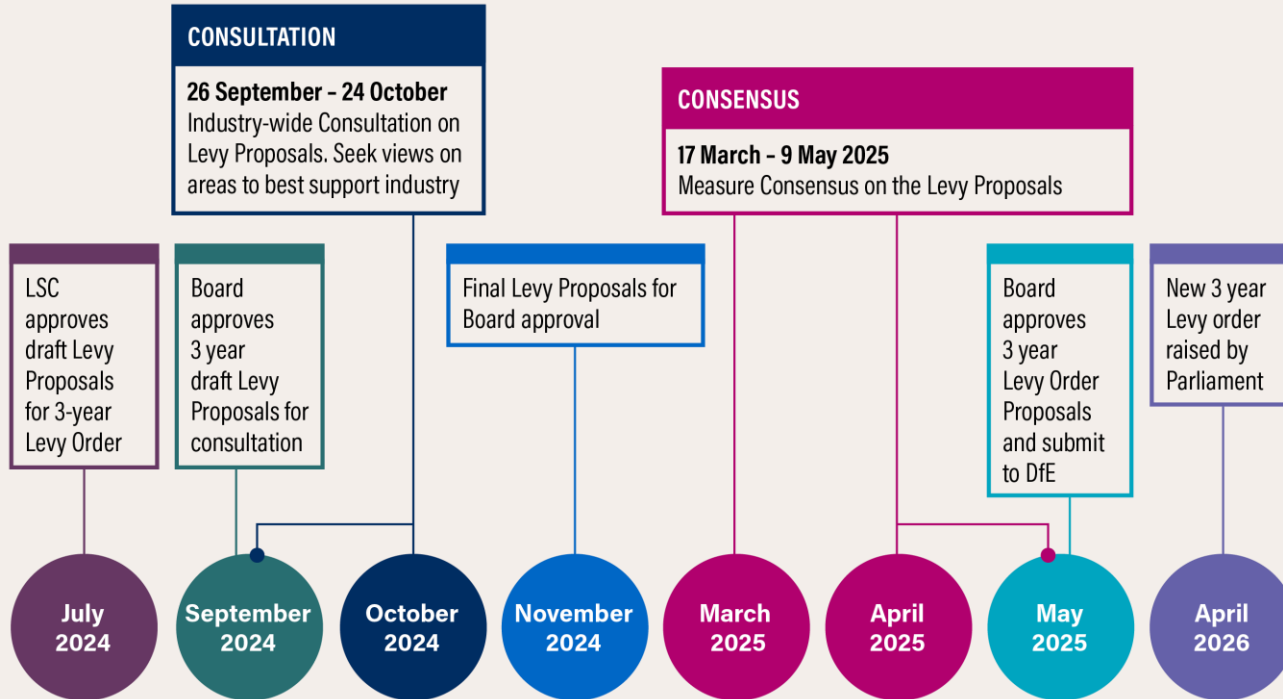 CONSULTATION
26 September – 24 October
Industry-wide Consultation on
Levy Proposals. Seek views on
areas to best support industry
CONSENSUS
17 March – 9 May 2025
Measure Consensus on the Levy Proposals
LSC
approves
draft Levy
Proposals
for 3-year
Levy Order
Board
approves
3 year
draft Levy
Proposals for
consultation
Final Levy Proposals for
Board approval
Board
approves
3 year
Levy Order
Proposals
and submit
to DfE
New 3 year
Levy order
raised by
Parliament
July
2024
September
2024
October
2024
November
2024
March
2025
April
2025
May
2025
April
2026